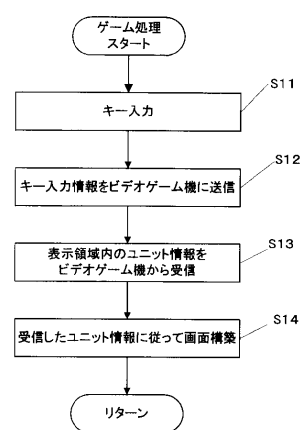 ゲーム処理
スタート
S11
キー入力
S12
キー入力情報をビデオゲーム機に送信
S13
表示領域内のユニット情報を
ビデオゲーム機から受信
S14
受信したユニット情報に従って画面構築
リターン